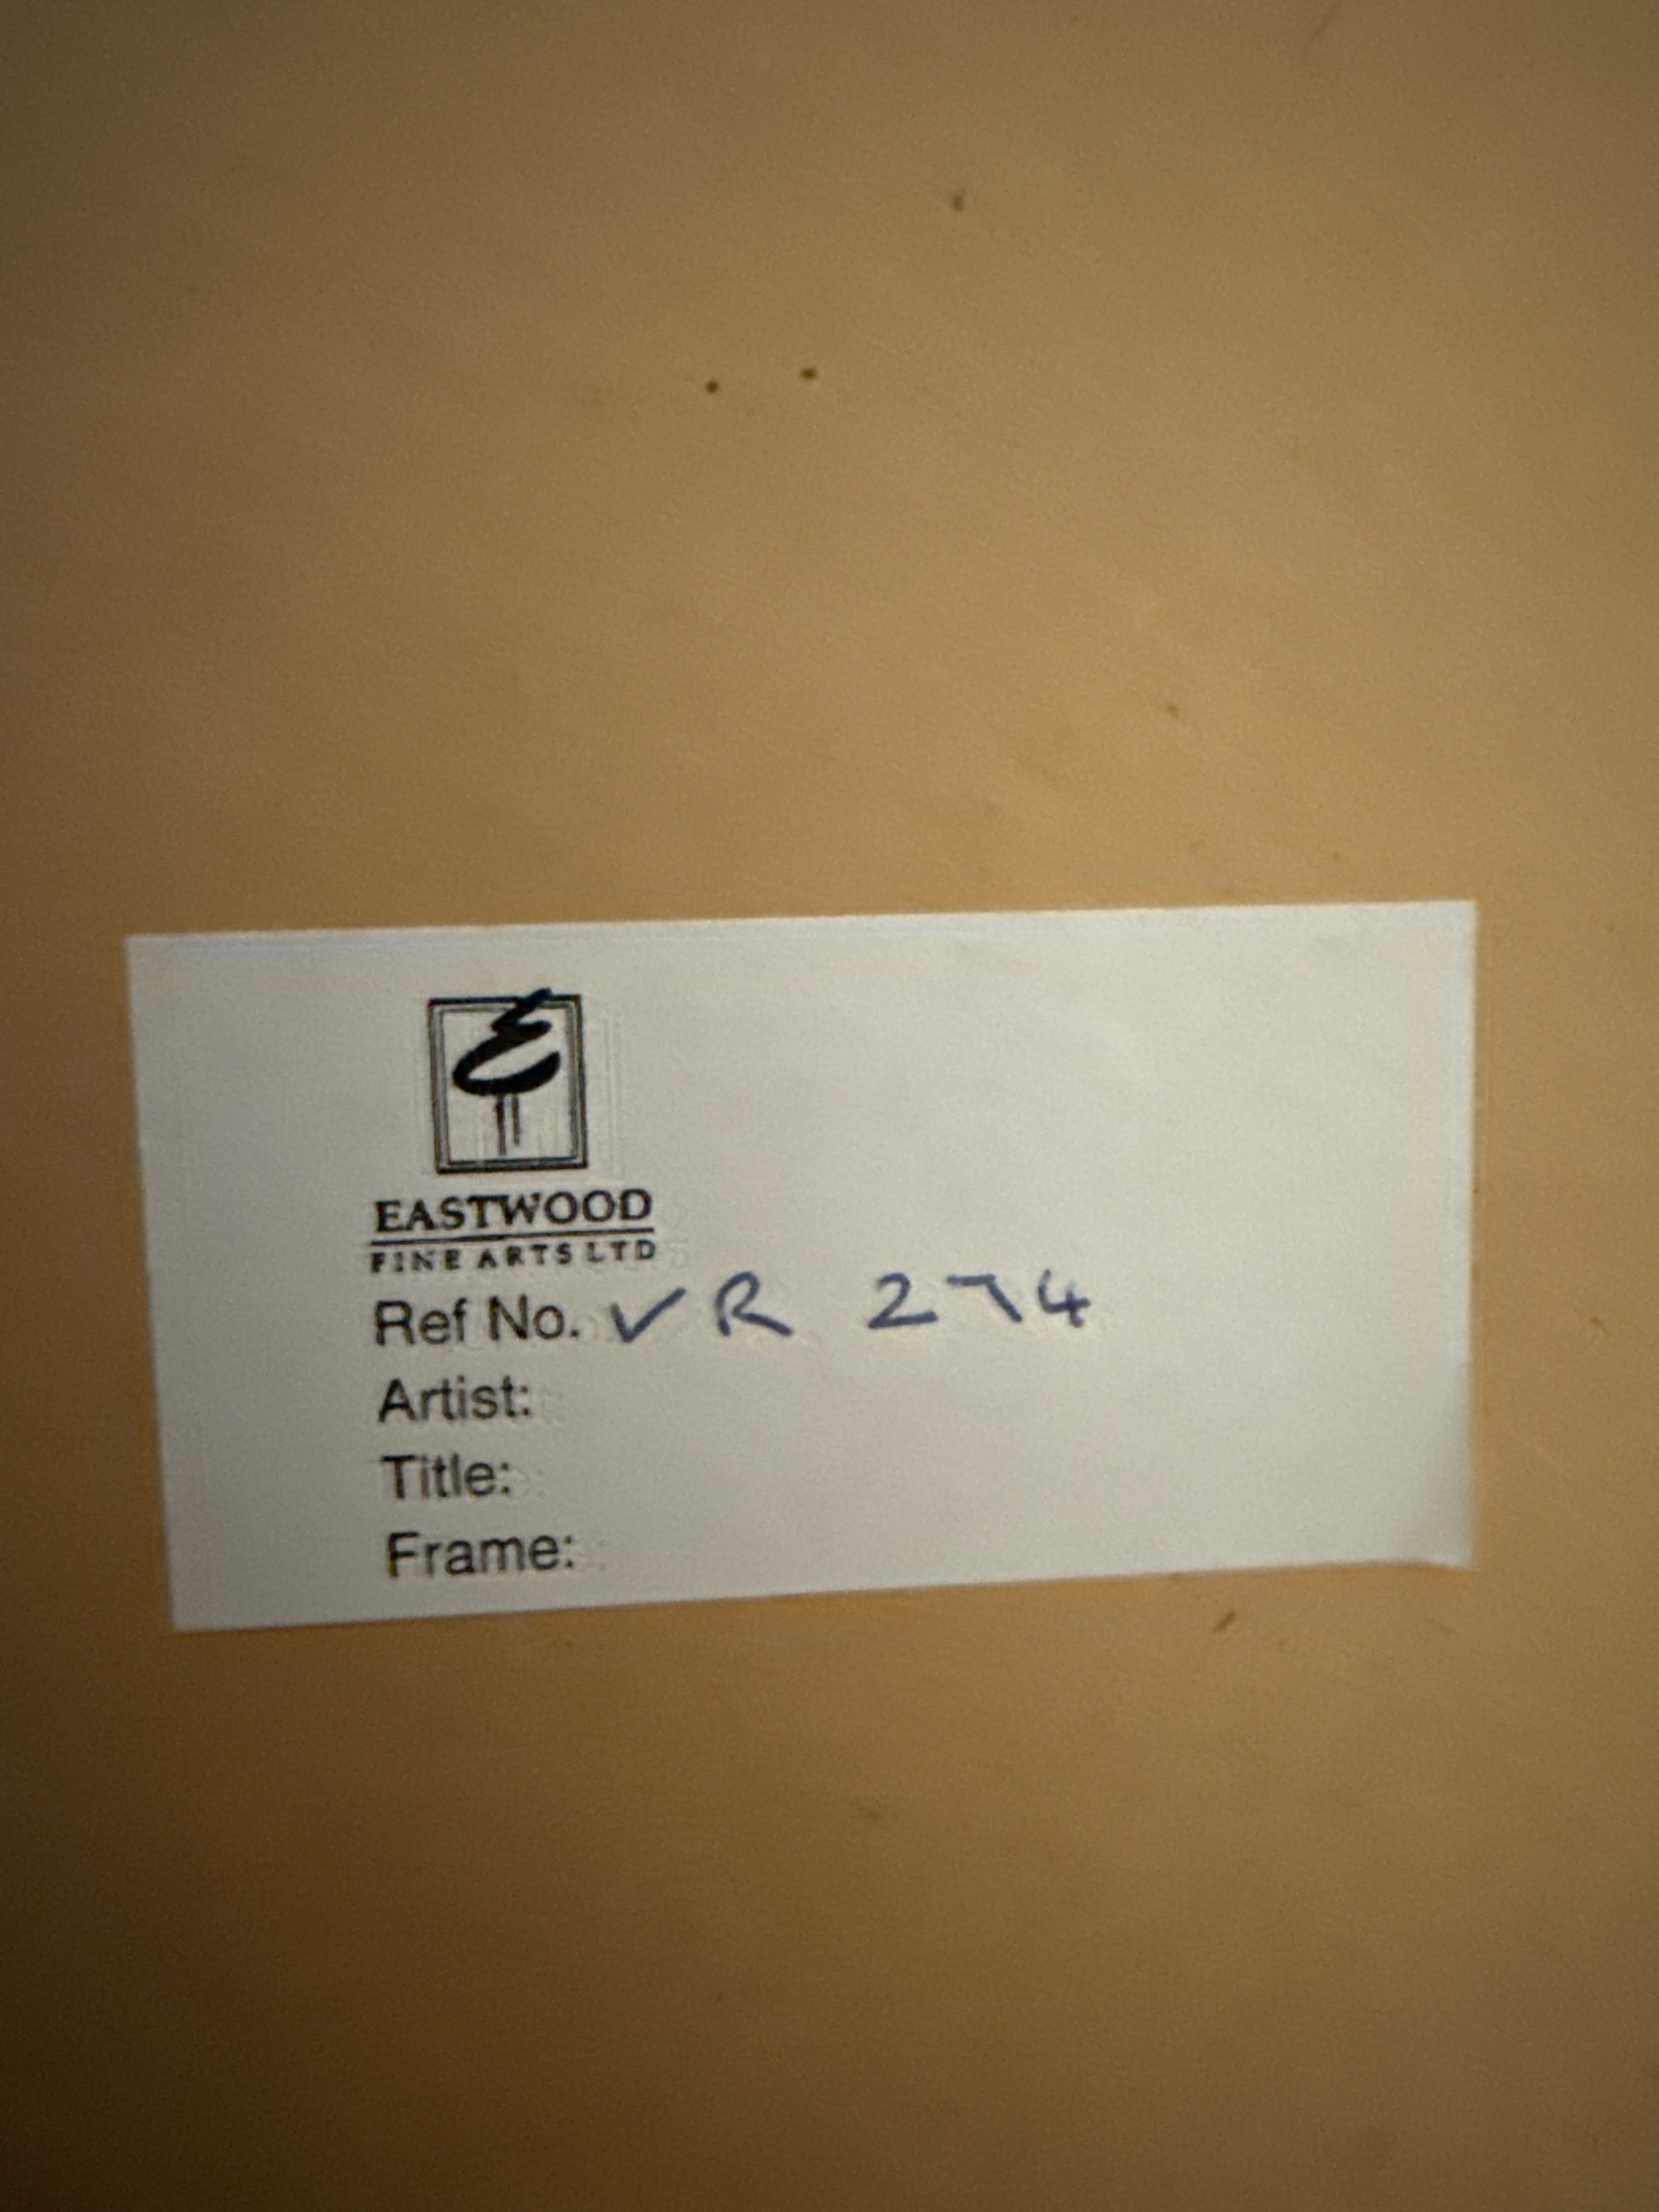 EASTWOOD
FINE ARTS LTD
Ref No. VR 274
Artist:
Title:
Frame: